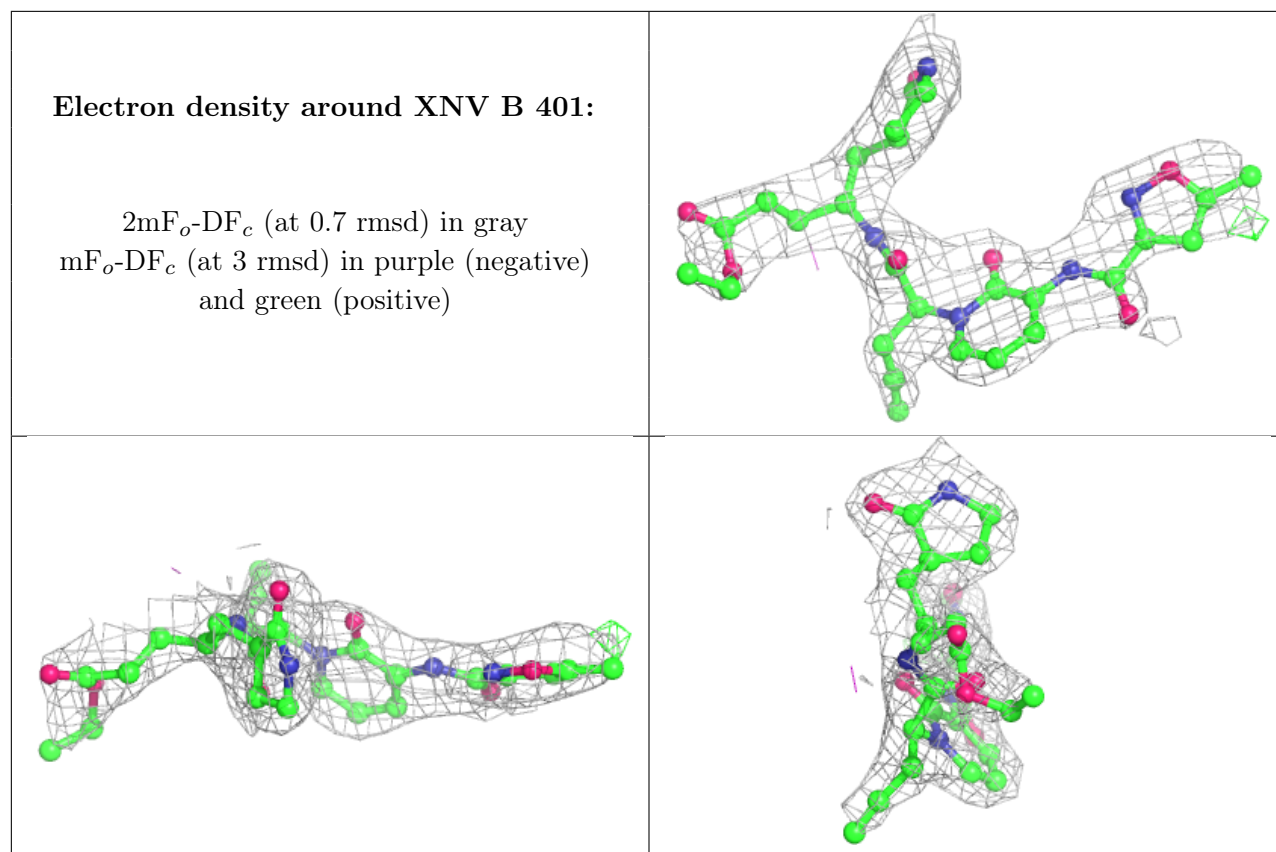 Electron density around XNV B 401:
2mFₒ-DF𝒸 (at 0.7 rmsd) in gray
mFₒ-DF𝒸 (at 3 rmsd) in purple (negative)
and green (positive)